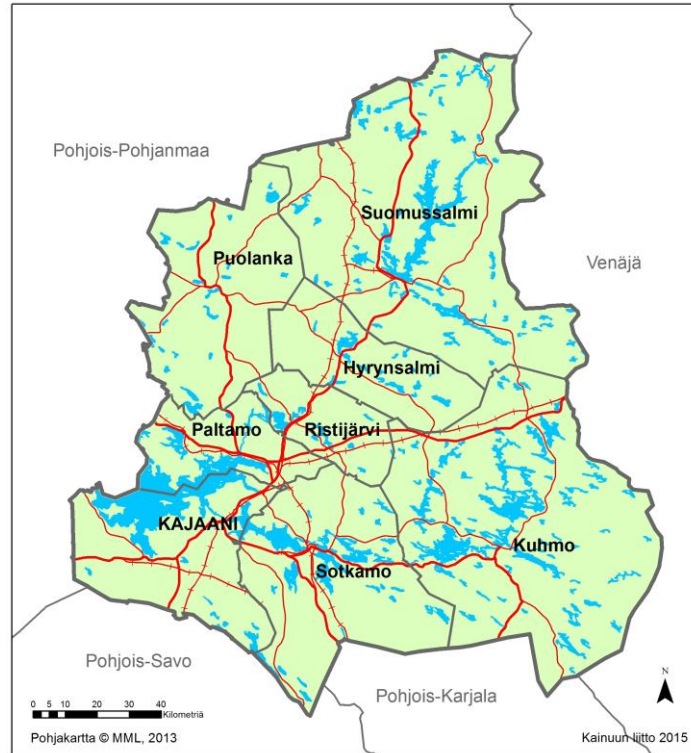 Pohjois-Pohjanmaa
Suomussalmi
Puolanka
Venäjä
Hyrynsalmi
Paltamo
Ristijärvi
KAJAANI
Kuhmo
Sotkamo
Pohjois-Savo
Pohjois-Karjala
N
0 5 10 20 30 40
Kilometriä
Pohjakartta © MML, 2013
Kainuun liitto 2015